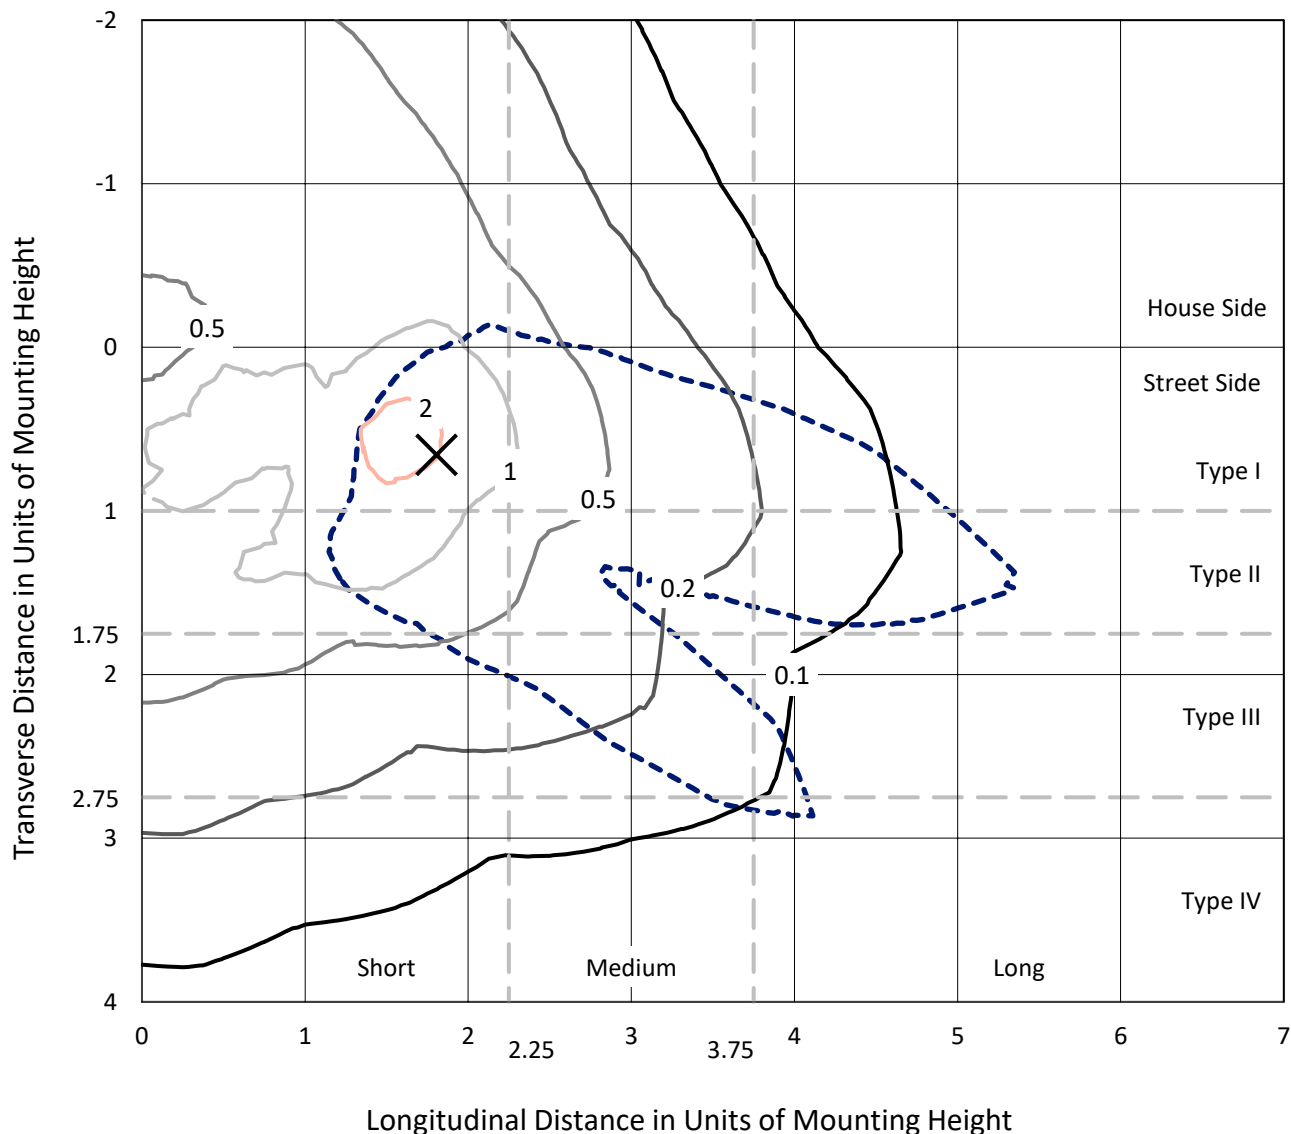 -2
-1
0
1
1.75
2
2.75
3
4
Transverse Distance in Units of Mounting Height
0.5
2
1
0.5
0.2
0.1
House Side
Street Side
Type I
Type II
Type III
Type IV
Short Medium Long
0 1 2 3 4 5 6 7
2.25 3.75
Longitudinal Distance in Units of Mounting Height